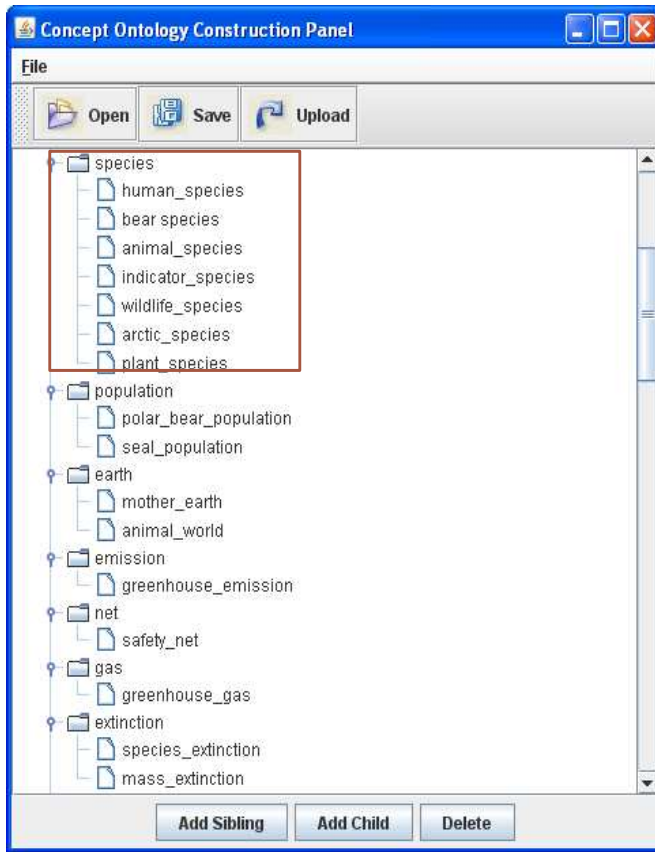 Concept Ontology Construction Panel
File
Open Save Upload
species
human_species
bear species
animal_species
indicator_species
wildlife_species
arctic_species
plant_species
population
polar_bear_population
seal_population
earth
mother_earth
animal_world
emission
greenhouse_emission
net
safety_net
gas
greenhouse_gas
extinction
species_extinction
mass_extinction
Add Sibling Add Child Delete